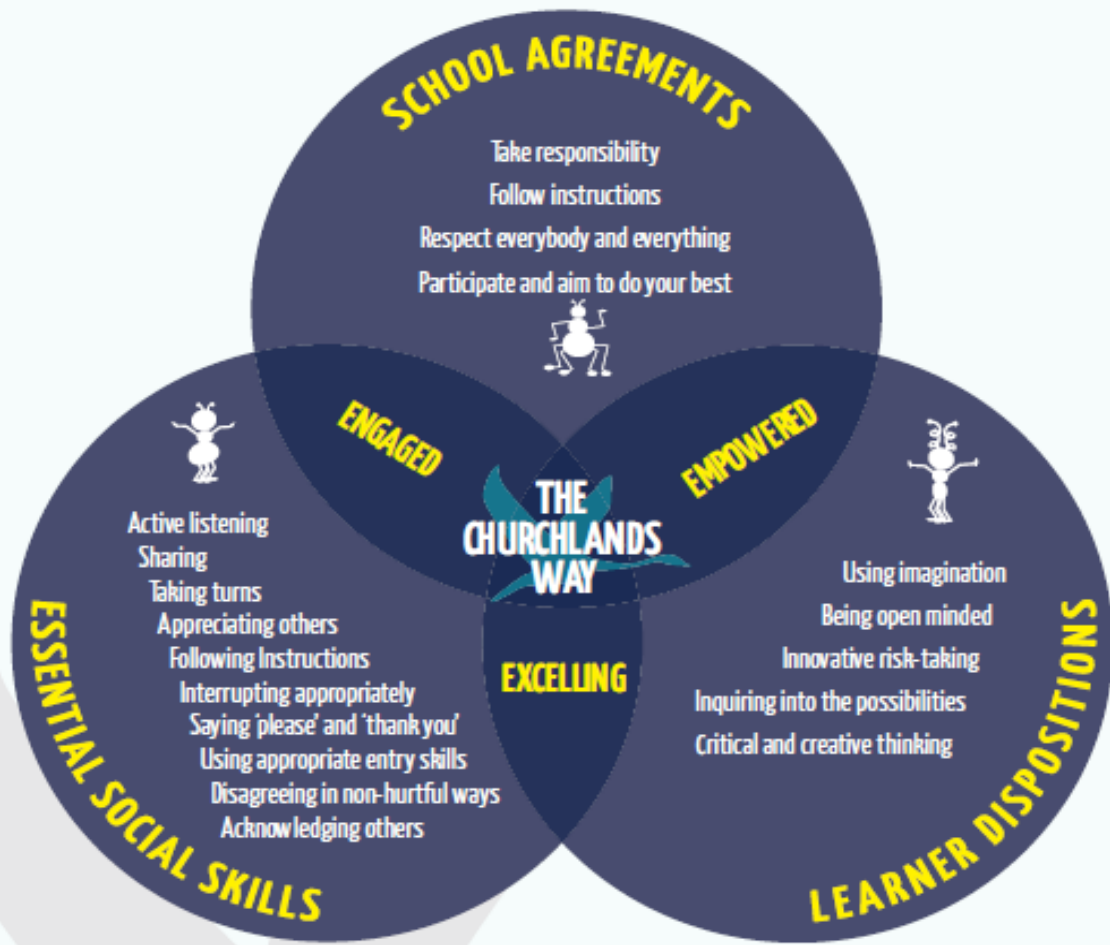 SCHOOL AGREEMENTS
Take responsibility
Follow instructions
Respect everybody and everything
Participate and aim to do your best
ENGAGED
EMPOWERED
THE
CHURCHLANDS
WAY
EXCELLING
Active listening
Sharing
Taking turns
Appreciating others
Following Instructions
Interrupting appropriately
Saying 'please' and 'thank you'
Using appropriate entry skills
Disagreeing in non-hurtful ways
Acknowledging others
ESSENTIAL SOCIAL SKILLS
Using imagination
Being open minded
Innovative risk-taking
Inquiring into the possibilities
Critical and creative thinking
LEARNER DISPOSITIONS